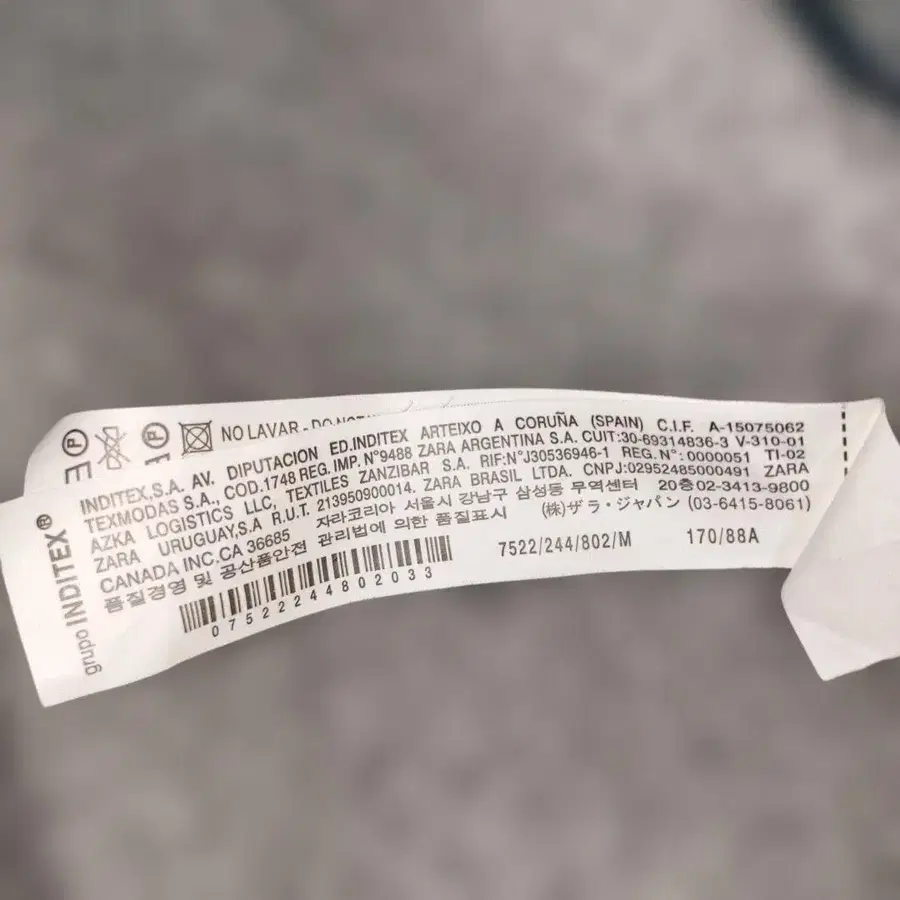 P
P
NO LAVAR -
grupo INDITEX®
INDITEX,S.A. AV. DIPUTACION ED.INDITEX ARTEIXO A CORUÑA (SPAIN) C.I.F. A-15075062
TEXMODAS S.A., COD.1748 REG. IMP. Nº9488 ZARA ARGENTINA S.A. CUIT:30-69314836-3 V-310-01
AZKA LOGISTICS LLC, TEXTILES ZANZIBAR S.A. RIF:NºJ30536946-1 REG.Nº:0000051 TI-02
ZARA URUGUAY,S.A R.U.T. 213950900014. ZARA BRASIL LTDA. CNPJ:02952485000491 ZARA
CANADA INC.CA 36685 자라코리아 서울시 강남구 삼성동 무역센터 20층02-3413-9800
품질경영 및 공산품안전 관리법에 의한 품질표시 (株)ザラ・ジャパン (03-6415-8061)
07522244802033 7522/244/802/M 170/88A